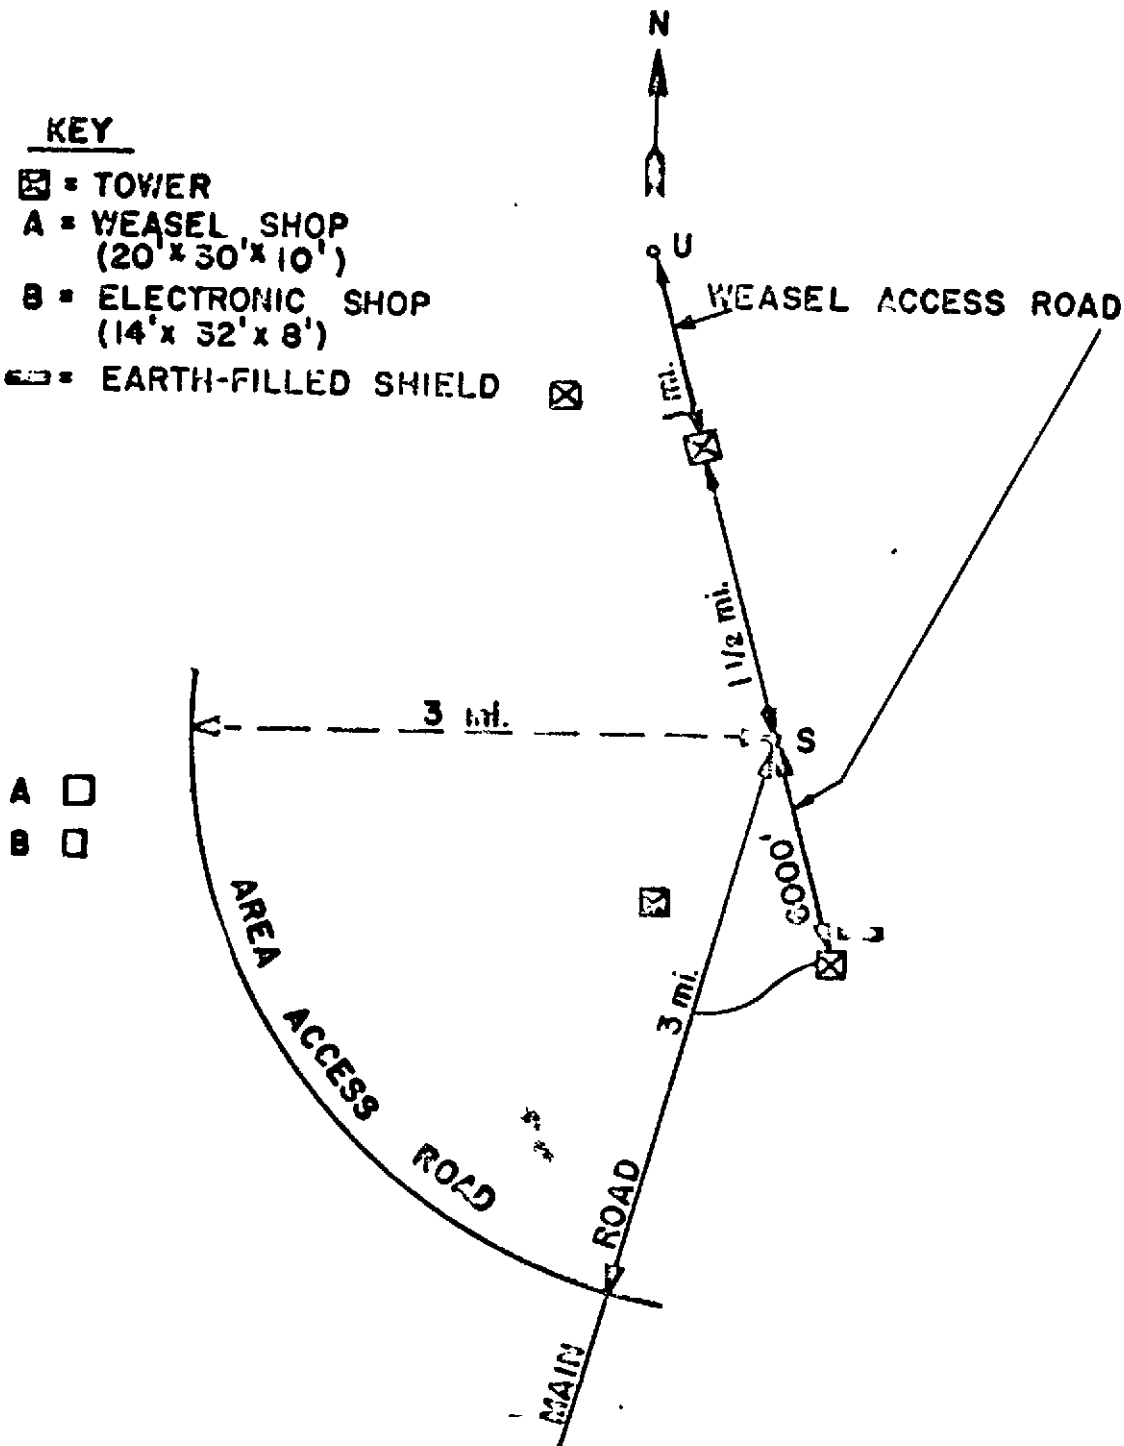 N
KEY
= TOWER
A = WEASEL SHOP
(20' x 30' x 10')
B = ELECTRONIC SHOP
(14' x 32' x 8')
= EARTH-FILLED SHIELD
U
WEASEL ACCESS ROAD
1 mi.
1 1/2 mi.
3 mi.
S
A
B
AREA ACCESS ROAD
3 mi.
MAIN ROAD